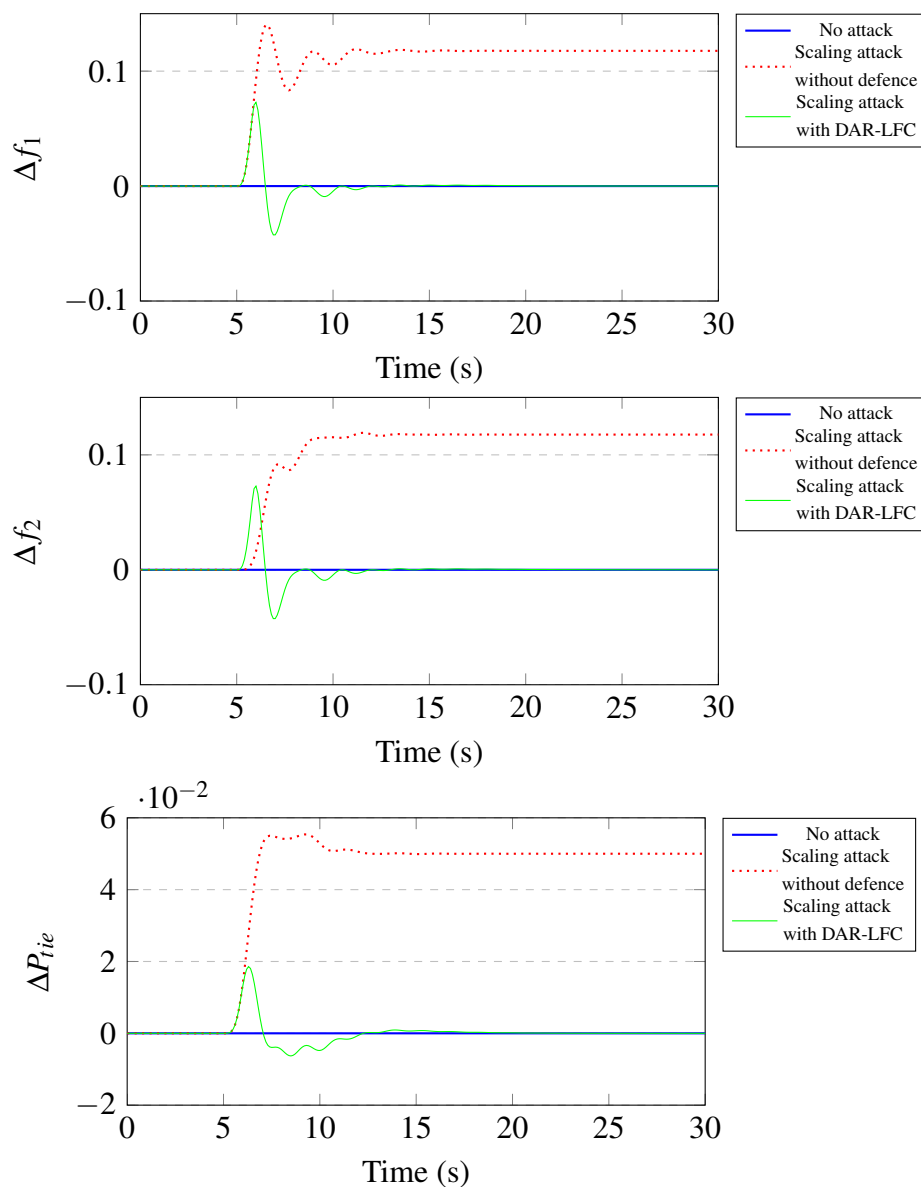 No attack
Scaling attack
without defence
Scaling attack
with DAR-LFC
0.1
0
−0.1
Δf1
0 5 10 15 20 25 30
Time (s)
No attack
Scaling attack
without defence
Scaling attack
with DAR-LFC
0.1
0
−0.1
Δf2
0 5 10 15 20 25 30
Time (s)
·10−2
No attack
Scaling attack
without defence
Scaling attack
with DAR-LFC
6
4
2
0
−2
ΔPtie
0 5 10 15 20 25 30
Time (s)